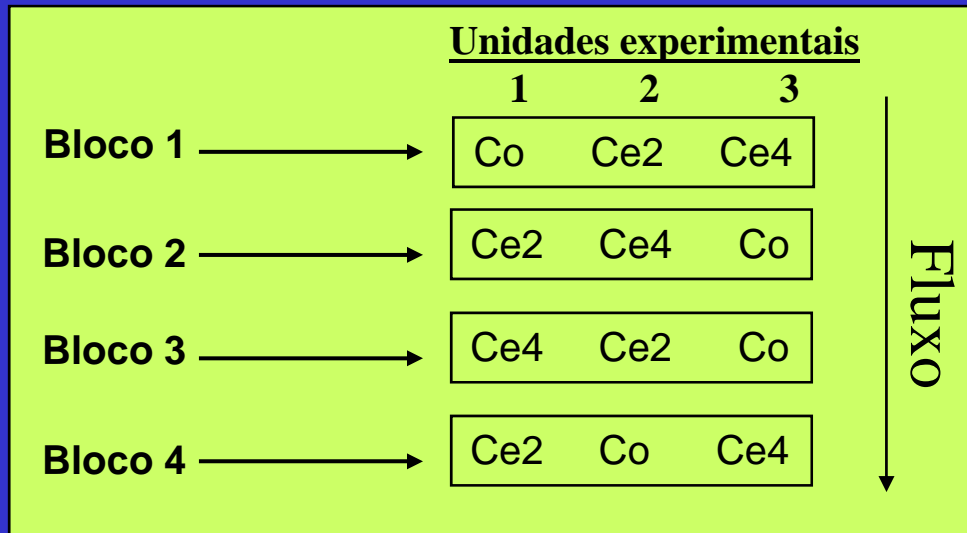 Unidades experimentais
1 2 3
Bloco 1 Co Ce2 Ce4
Bloco 2 Ce2 Ce4 Co
Bloco 3 Ce4 Ce2 Co
Bloco 4 Ce2 Co Ce4
Fluxo